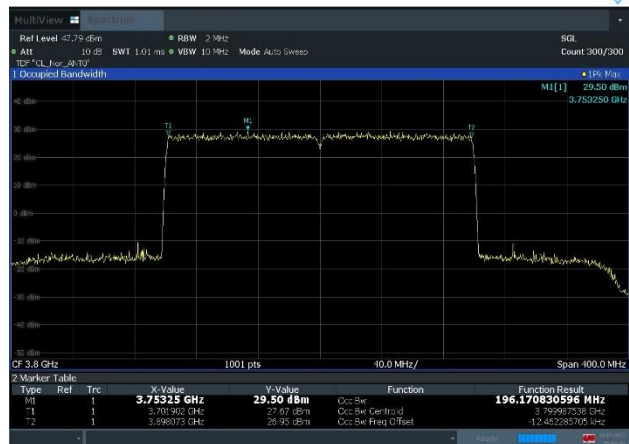 MultiView Spectrum
Ref Level 47.79 dBm RBW 2 MHz SGL
Att 10 dB SWT 1.01 ms VBW 10 MHz Mode Auto Sweep Count 300/300
TDF "CL_Nor_ANT0"
1 Occupied Bandwidth 1Pk Max
M1[1] 29.50 dBm
3.753250 GHz
40 dBm
30 dBm
T1 M1 T2
20 dBm
10 dBm
0 dBm
-10 dBm
-20 dBm
-30 dBm
-40 dBm
-50 dBm
CF 3.8 GHz 1001 pts 40.0 MHz/ Span 400.0 MHz
2 Marker Table
Type Ref Trc X-Value Y-Value Function Function Result
M1 1 3.75325 GHz 29.50 dBm Occ Bw 196.170830596 MHz
T1 1 3.701902 GHz 27.67 dBm Occ Bw Centroid 3.799987538 GHz
T2 1 3.898073 GHz 26.95 dBm Occ Bw Freq Offset -12.462285705 kHz
Ready